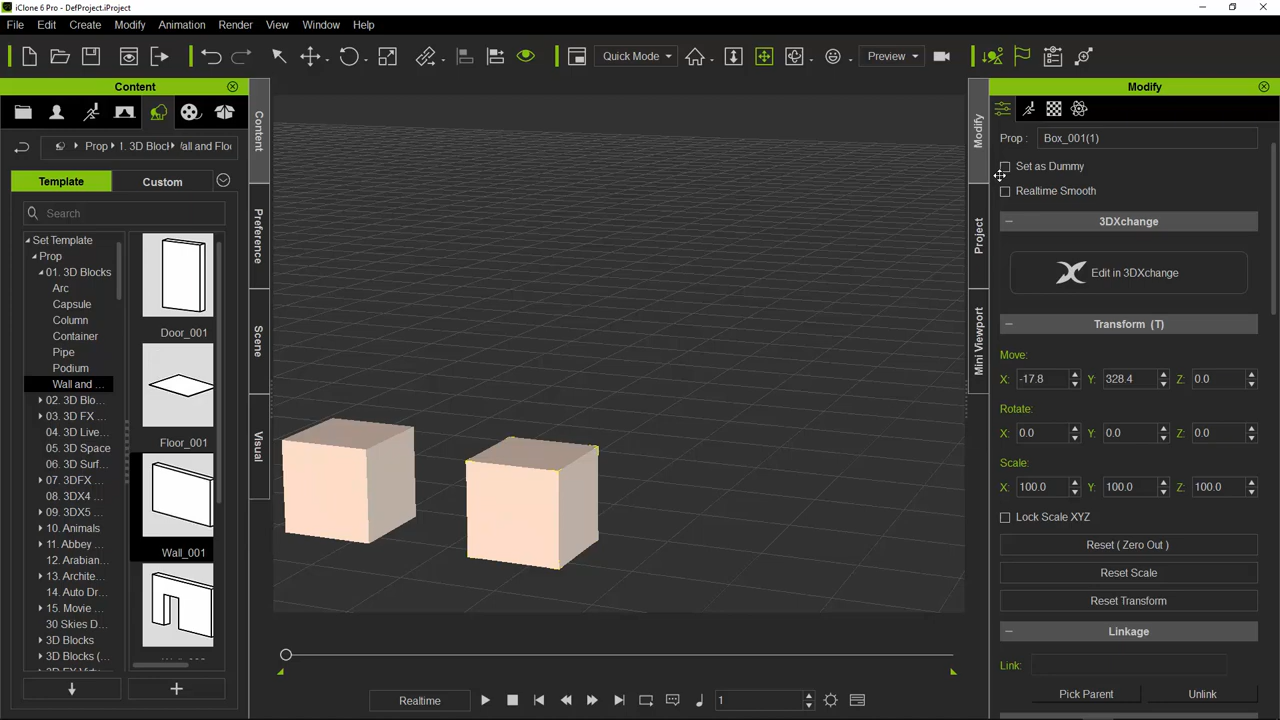 iClone 6 Pro - DefProject.iProject
File Edit Create Modify Animation Render View Window Help
Quick Mode
Preview
Content
Prop 1. 3D Block
Template Custom
Search
Set Template
Prop
01. 3D Blocks
Arc
Capsule
Column
Container
Pipe
Podium
Wall and ...
02. 3D Blo...
03. 3D FX ...
04. 3D Live...
05. 3D Space
06. 3D Surf...
07. 3DFX ...
08. 3DX4 ...
09. 3DX5 ...
10. Animals
11. Abbey ...
12. Arabian...
13. Archite...
14. Auto Dr...
15. Movie ...
30 Skies D...
3D Blocks
3D Blocks (...
Door_001
Floor_001
Wall_001
Content
Preference
Scene
Visual
Realtime
1
Modify
Project
Mini Viewport
Modify
Prop : Box_001(1)
Set as Dummy
Realtime Smooth
3DXchange
Edit in 3DXchange
Transform (T)
Move:
X: -17.8 Y: 328.4 Z: 0.0
Rotate:
X: 0.0 Y: 0.0 Z: 0.0
Scale:
X: 100.0 Y: 100.0 Z: 100.0
Lock Scale XYZ
Reset ( Zero Out )
Reset Scale
Reset Transform
Linkage
Link:
Pick Parent Unlink